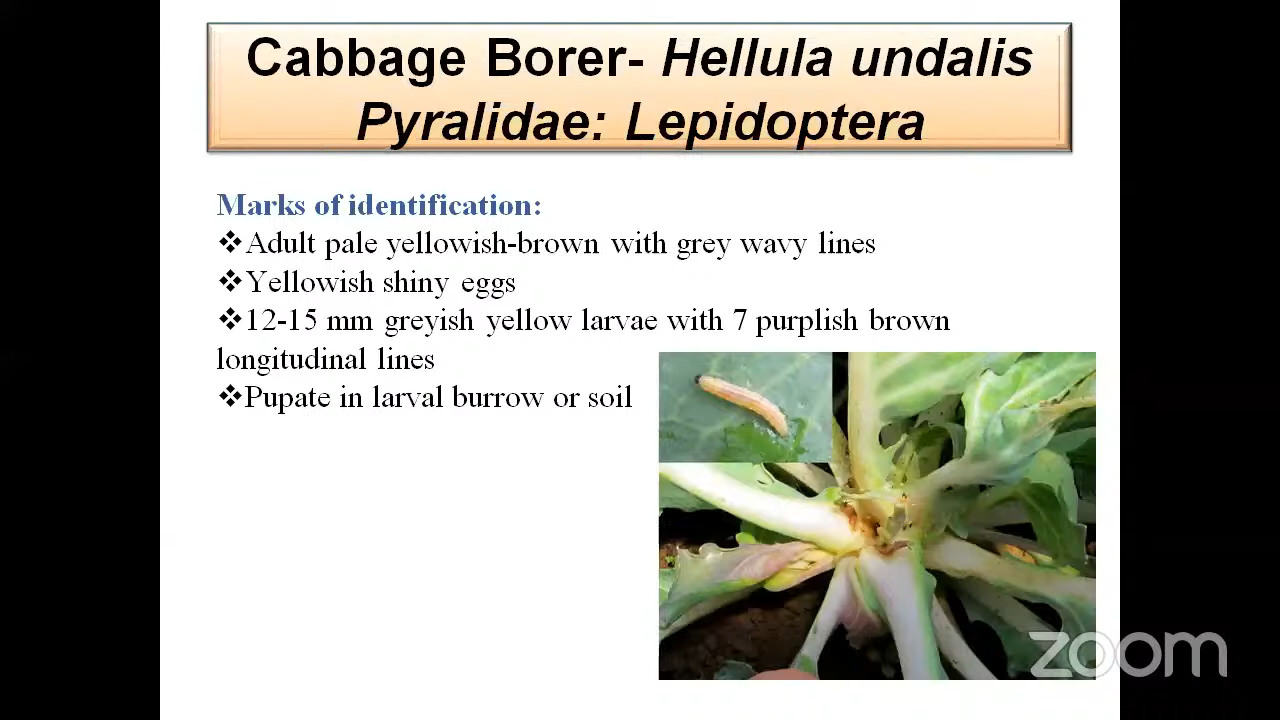 Cabbage Borer- Hellula undalis
Pyralidae: Lepidoptera
Marks of identification:
❖Adult pale yellowish-brown with grey wavy lines
❖Yellowish shiny eggs
❖12-15 mm greyish yellow larvae with 7 purplish brown
longitudinal lines
❖Pupate in larval burrow or soil
zoom